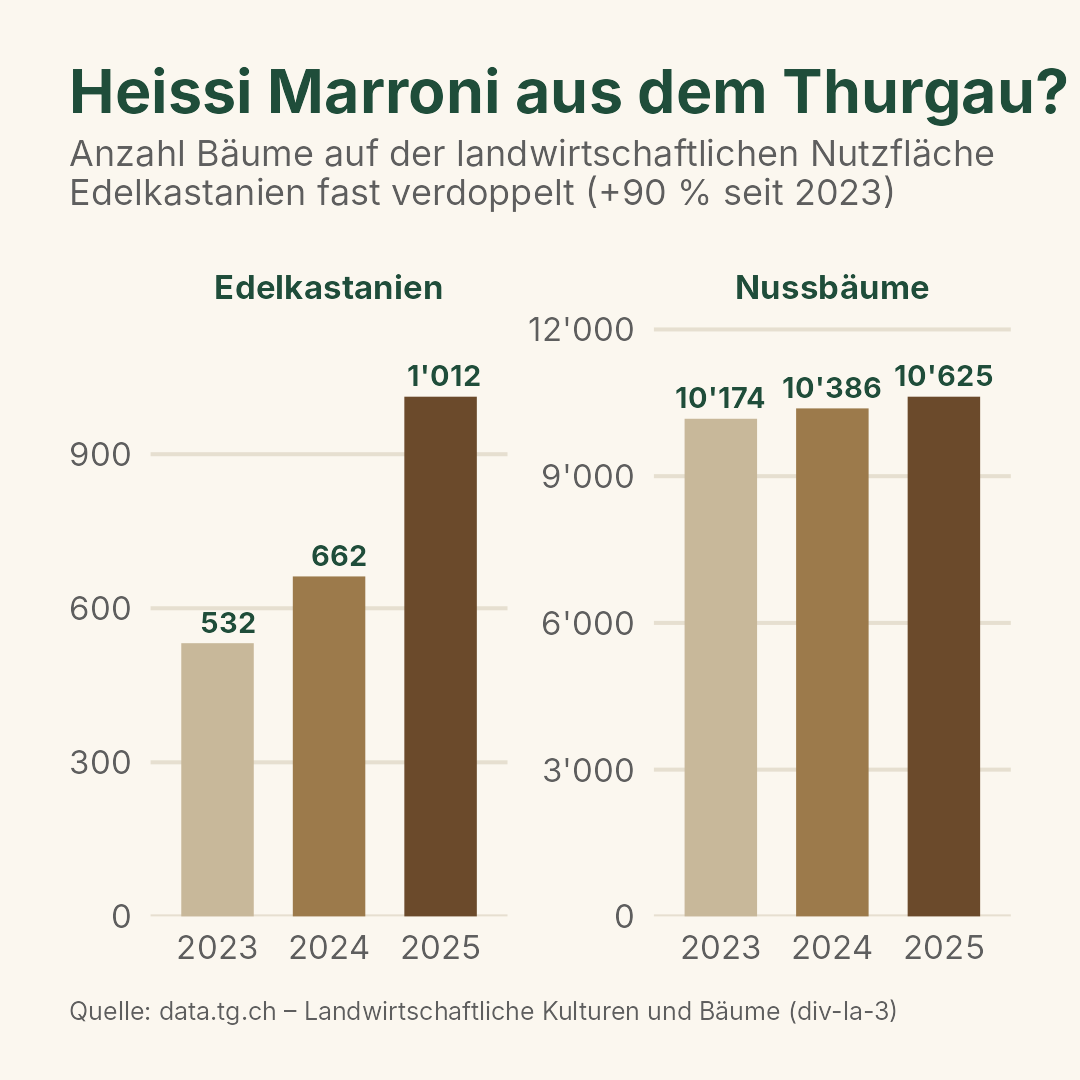 Heissi Marroni aus dem Thurgau?
Anzahl Bäume auf der landwirtschaftlichen Nutzfläche
Edelkastanien fast verdoppelt (+90 % seit 2023)
Edelkastanien
1'012
900
662
600
532
300
0
2023 2024 2025
Nussbäume
12'000
10'174 10'386 10'625
9'000
6'000
3'000
0
2023 2024 2025
Quelle: data.tg.ch – Landwirtschaftliche Kulturen und Bäume (div-la-3)